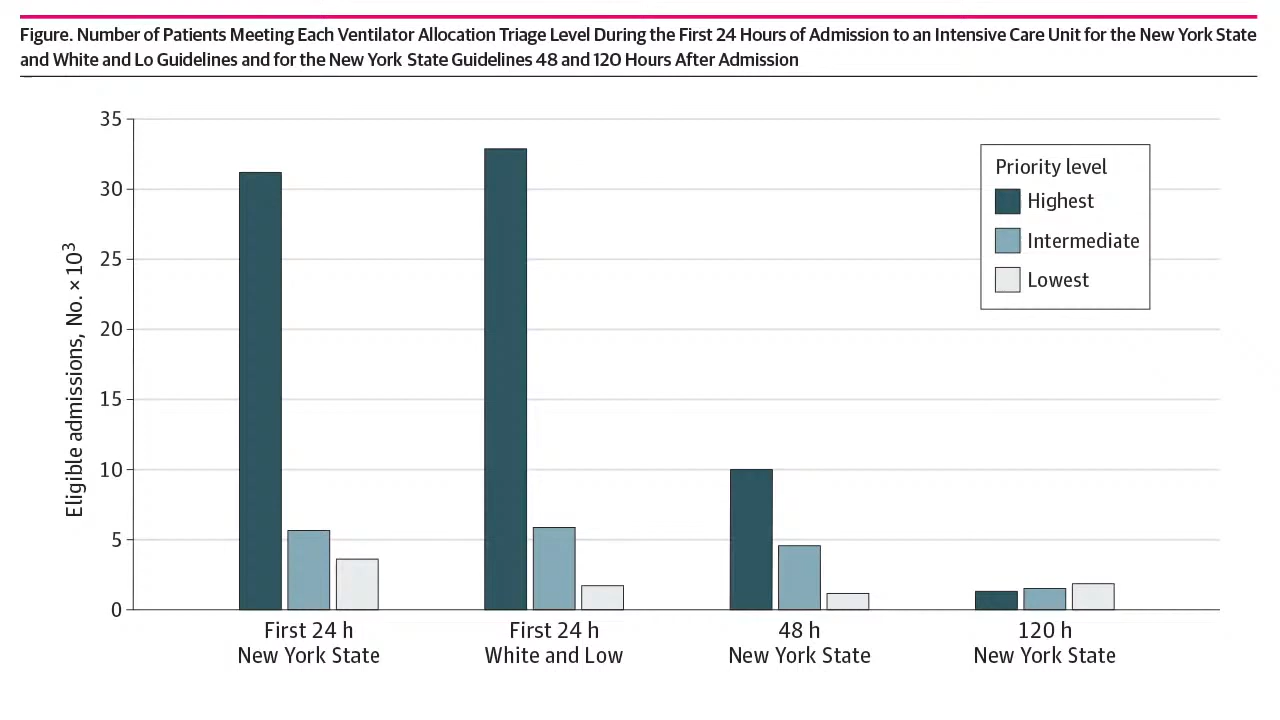 Figure. Number of Patients Meeting Each Ventilator Allocation Triage Level During the First 24 Hours of Admission to an Intensive Care Unit for the New York State
and White and Lo Guidelines and for the New York State Guidelines 48 and 120 Hours After Admission
35
30
25
20
15
10
5
0
Eligible admissions, No. × 10³
Priority level
Highest
Intermediate
Lowest
First 24 h
New York State
First 24 h
White and Low
48 h
New York State
120 h
New York State